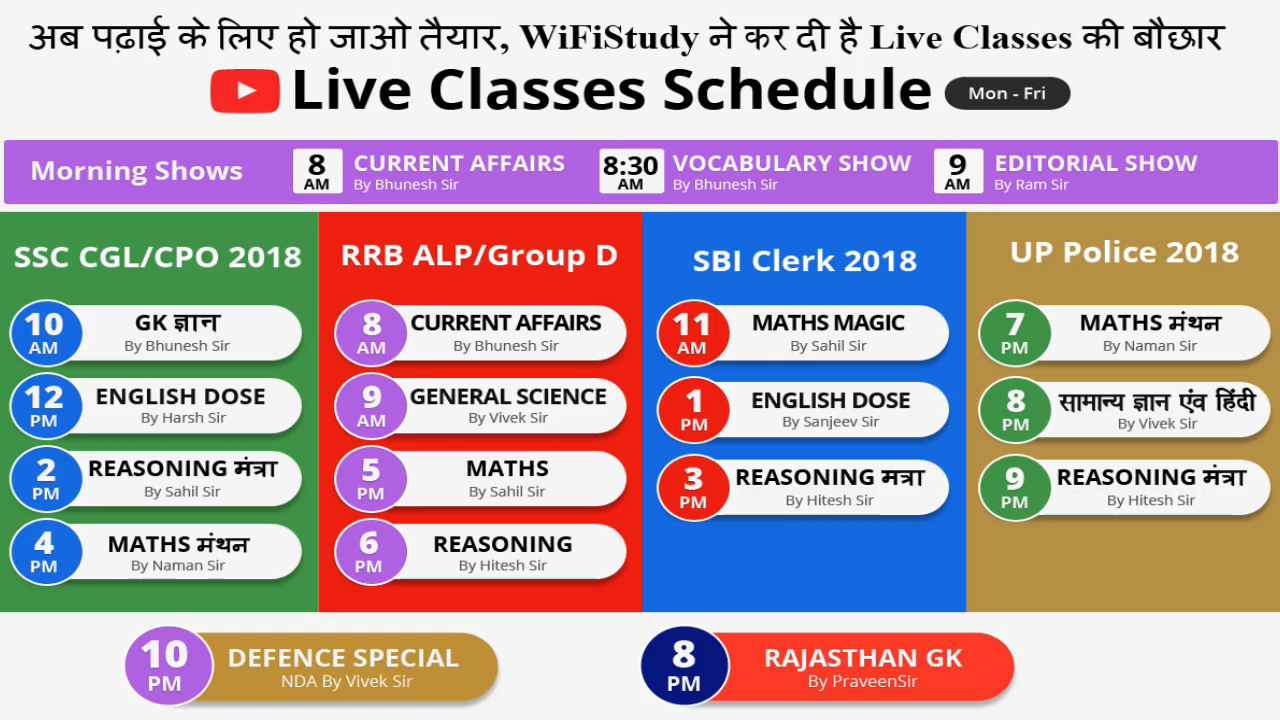 अब पढ़ाई के लिए हो जाओ तैयार, WiFiStudy ने कर दी है Live Classes की बौछार
Live Classes Schedule Mon - Fri
Morning Shows
8 AM CURRENT AFFAIRS
By Bhunesh Sir
8:30 AM VOCABULARY SHOW
By Bhunesh Sir
9 AM EDITORIAL SHOW
By Ram Sir
SSC CGL/CPO 2018
10 AM GK ज्ञान
By Bhunesh Sir
12 PM ENGLISH DOSE
By Harsh Sir
2 PM REASONING मंत्रा
By Sahil Sir
4 PM MATHS मंथन
By Naman Sir
RRB ALP/Group D
8 AM CURRENT AFFAIRS
By Bhunesh Sir
9 AM GENERAL SCIENCE
By Vivek Sir
5 PM MATHS
By Sahil Sir
6 PM REASONING
By Hitesh Sir
SBI Clerk 2018
11 AM MATHS MAGIC
By Sahil Sir
1 PM ENGLISH DOSE
By Sanjeev Sir
3 PM REASONING मत्रा
By Hitesh Sir
UP Police 2018
7 PM MATHS मंथन
By Naman Sir
8 PM सामान्य ज्ञान एंव हिंदी
By Vivek Sir
9 PM REASONING मंत्रा
By Hitesh Sir
10 PM DEFENCE SPECIAL
NDA By Vivek Sir
8 PM RAJASTHAN GK
By PraveenSir